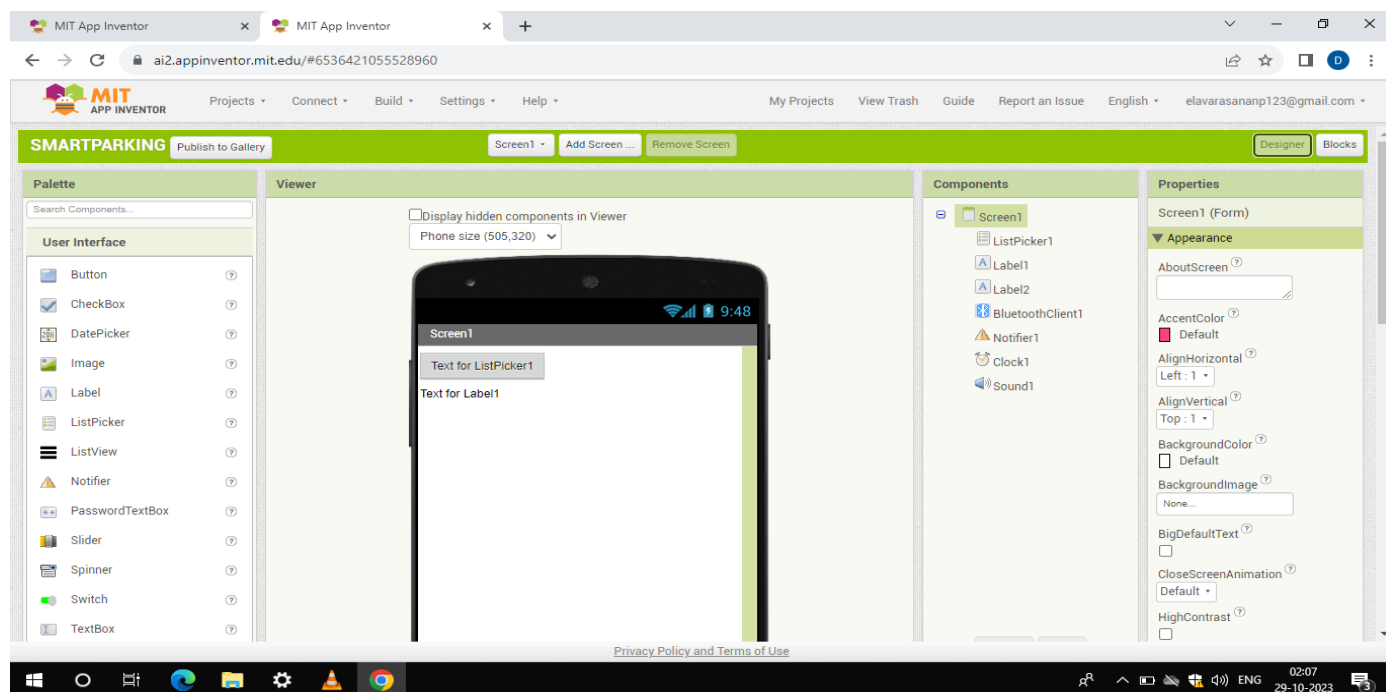 MIT App Inventor
MIT App Inventor
ai2.appinventor.mit.edu/#6536421055528960
D
MIT
APP INVENTOR
Projects
Connect
Build
Settings
Help
My Projects
View Trash
Guide
Report an Issue
English
elavarasananp123@gmail.com
SMARTPARKING
Publish to Gallery
Screen1
Add Screen ...
Remove Screen
Designer
Blocks
Palette
Search Components...
User Interface
Button
CheckBox
DatePicker
Image
Label
ListPicker
ListView
Notifier
PasswordTextBox
Slider
Spinner
Switch
TextBox
Viewer
Display hidden components in Viewer
Phone size (505,320)
9:48
Screen1
Text for ListPicker1
Text for Label1
Components
Screen1
ListPicker1
Label1
Label2
BluetoothClient1
Notifier1
Clock1
Sound1
Properties
Screen1 (Form)
Appearance
AboutScreen
AccentColor
Default
AlignHorizontal
Left : 1
AlignVertical
Top : 1
BackgroundColor
Default
BackgroundImage
None...
BigDefaultText
CloseScreenAnimation
Default
HighContrast
Privacy Policy and Terms of Use
ENG
02:07
29-10-2023
3